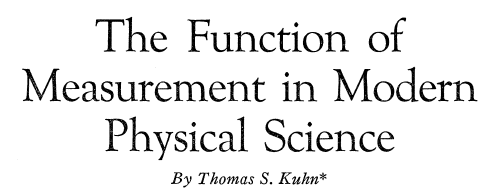 The Function of
Measurement in Modern
Physical Science
By Thomas S. Kuhn*